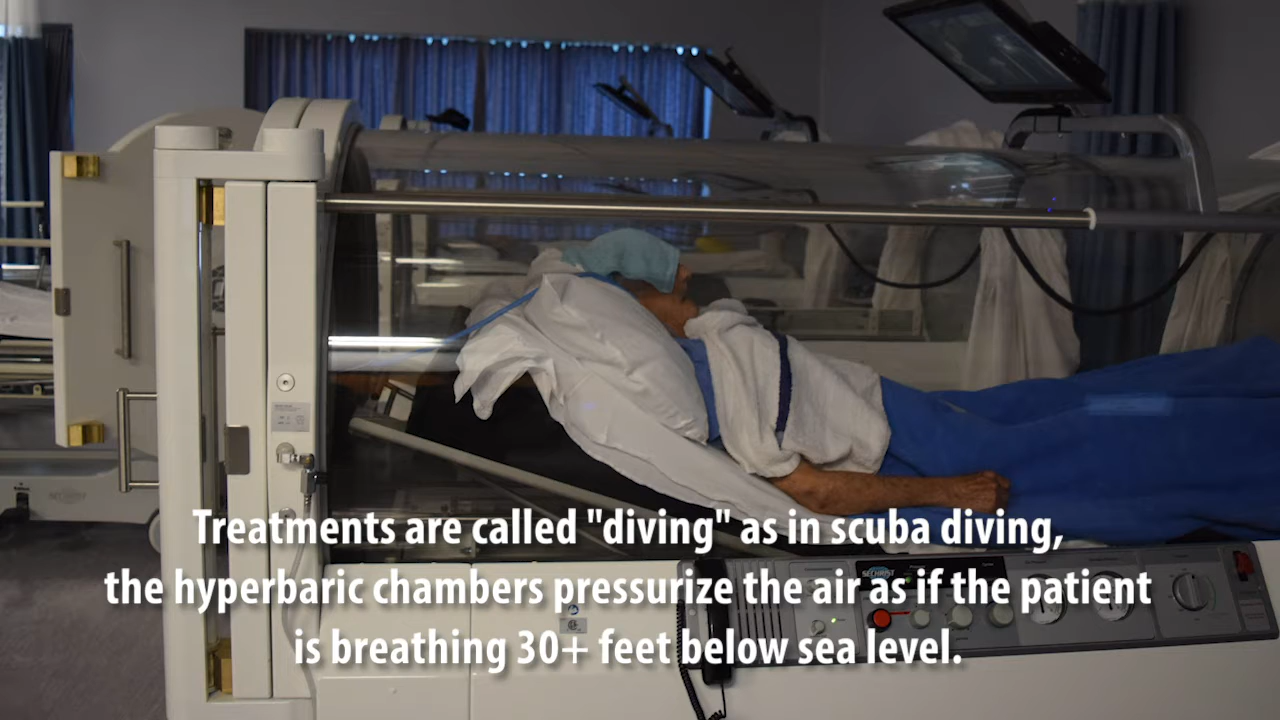 Treatments are called "diving" as in scuba diving,
the hyperbaric chambers pressurize the air as if the patient
is breathing 30+ feet below sea level.
SECHRIST